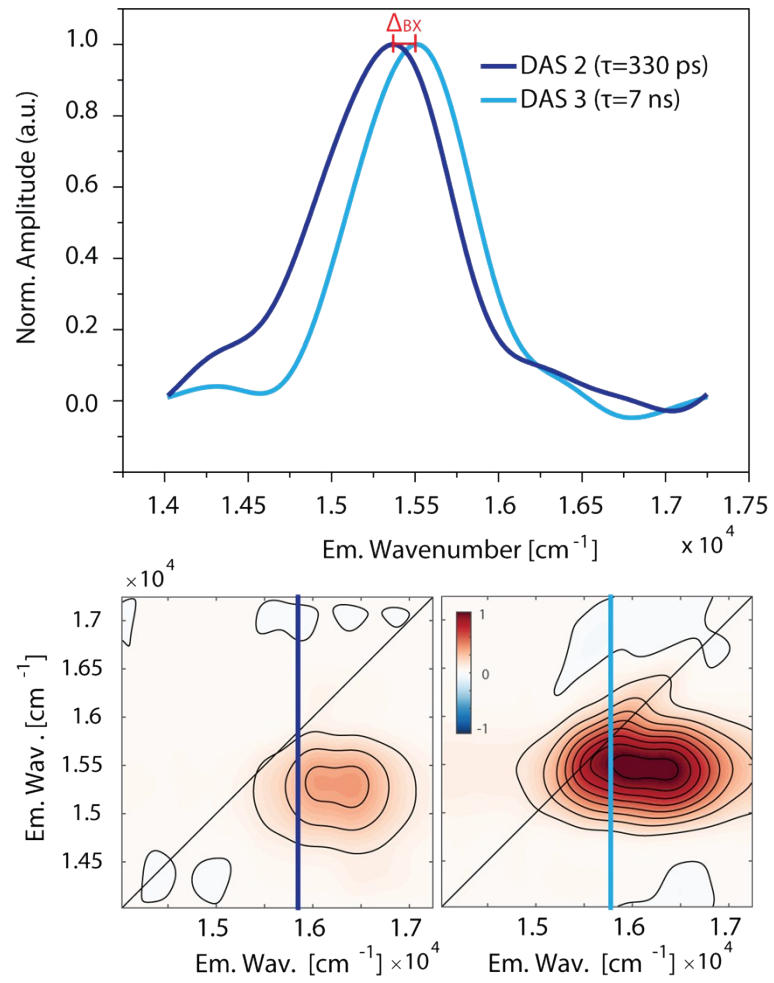 ΔBX
1.0
0.8
0.6
0.4
0.2
0.0
Norm. Amplitude (a.u.)
DAS 2 (τ=330 ps)
DAS 3 (τ=7 ns)
1.4 1.45 1.5 1.55 1.6 1.65 1.7 1.75
Em. Wavenumber [cm⁻¹]
x 10⁴
×10⁴
1.7
1.65
1.6
1.55
1.5
1.45
Em. Wav. [cm ⁻¹]
1
0
-1
1.5 1.6 1.7
1.5 1.6 1.7
Em. Wav. [cm ⁻¹] ×10⁴
Em. Wav. [cm ⁻¹] ×10⁴